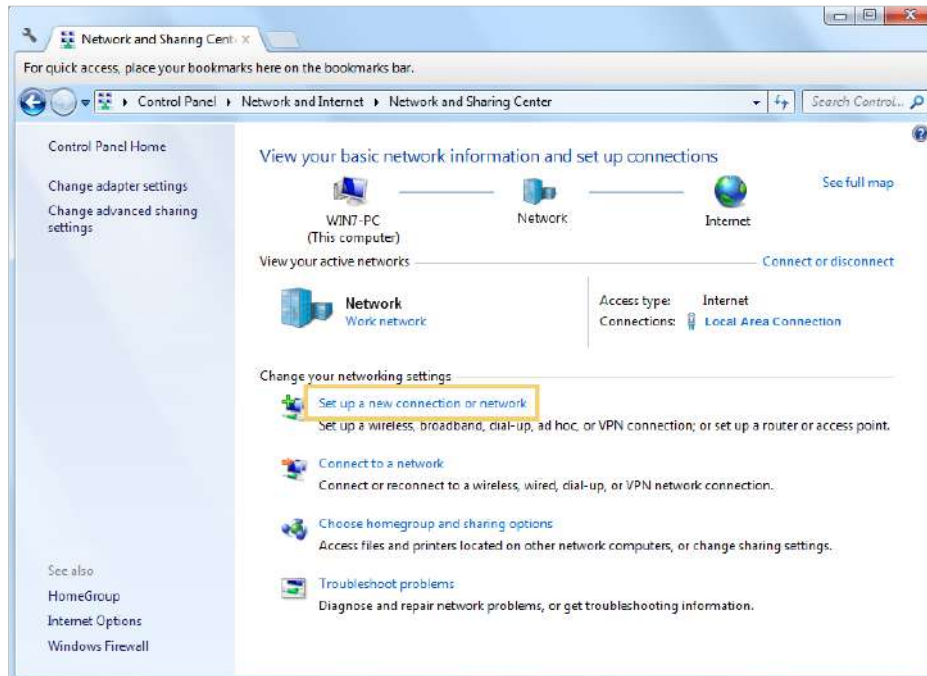 Network and Sharing Cent
For quick access, place your bookmarks here on the bookmarks bar.
Control Panel Network and Internet Network and Sharing Center
Search Control...
Control Panel Home
Change adapter settings
Change advanced sharing
settings
See also
HomeGroup
Internet Options
Windows Firewall
View your basic network information and set up connections
See full map
WIN7-PC
(This computer)
Network
Internet
View your active networks
Connect or disconnect
Network
Work network
Access type: Internet
Connections: Local Area Connection
Change your networking settings
Set up a new connection or network
Set up a wireless, broadband, dial-up, ad hoc, or VPN connection; or set up a router or access point.
Connect to a network
Connect or reconnect to a wireless, wired, dial-up, or VPN network connection.
Choose homegroup and sharing options
Access files and printers located on other network computers, or change sharing settings.
Troubleshoot problems
Diagnose and repair network problems, or get troubleshooting information.